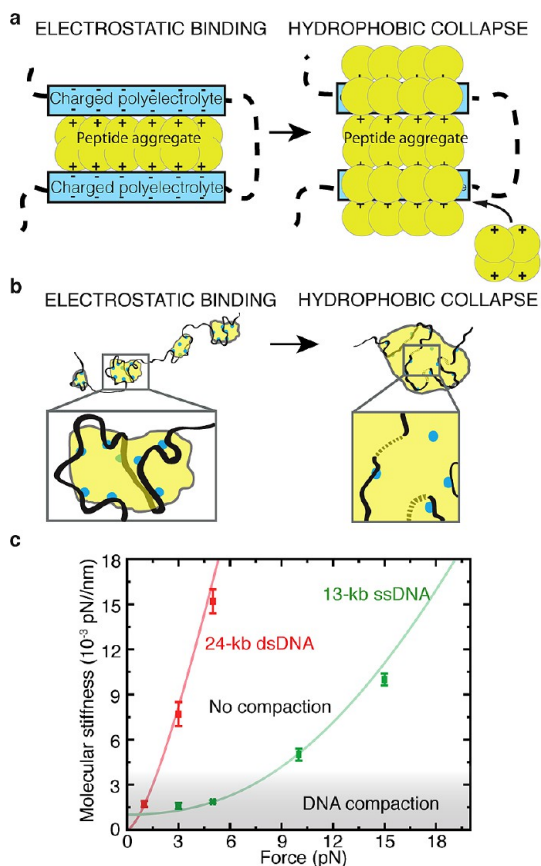 a
ELECTROSTATIC BINDING HYDROPHOBIC COLLAPSE
Charged polyelectrolyte
+ + + + + +
Peptide aggregate
Charged polyelectrolyte
Peptide aggregate
+ +
+ +
b
ELECTROSTATIC BINDING HYDROPHOBIC COLLAPSE
c
Molecular stiffness (10⁻³ pN//nm)
18
15
12
9
6
3
0
24-kb dsDNA
13-kb ssDNA
No compaction
DNA compaction
0 3 6 9 12 15 18
Force (pN)